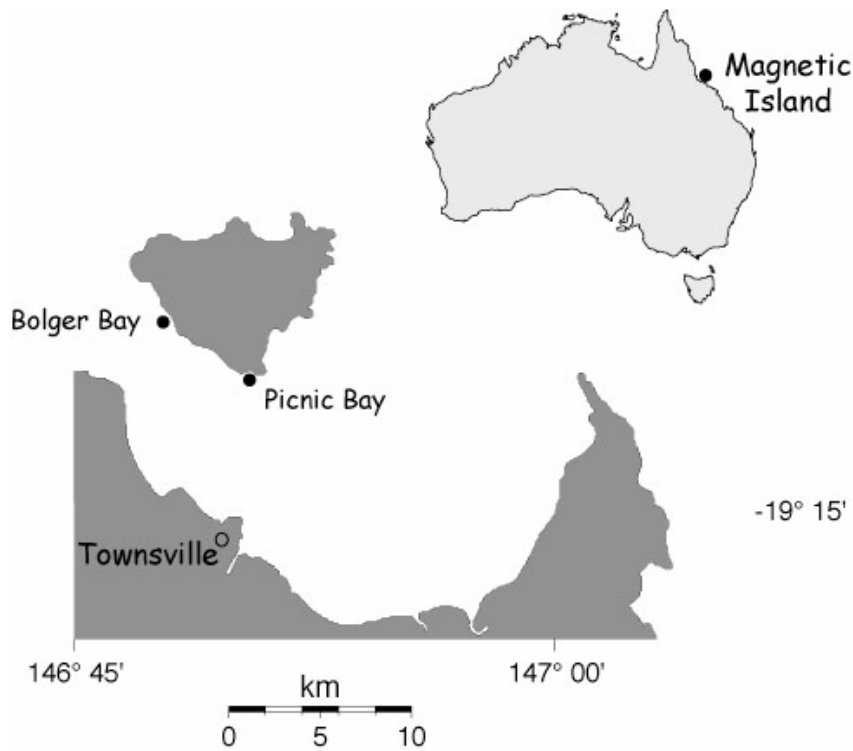 Magnetic
Island
Bolger Bay
Picnic Bay
-19° 15'
Townsville
146° 45'
147° 00'
km
0 5 10